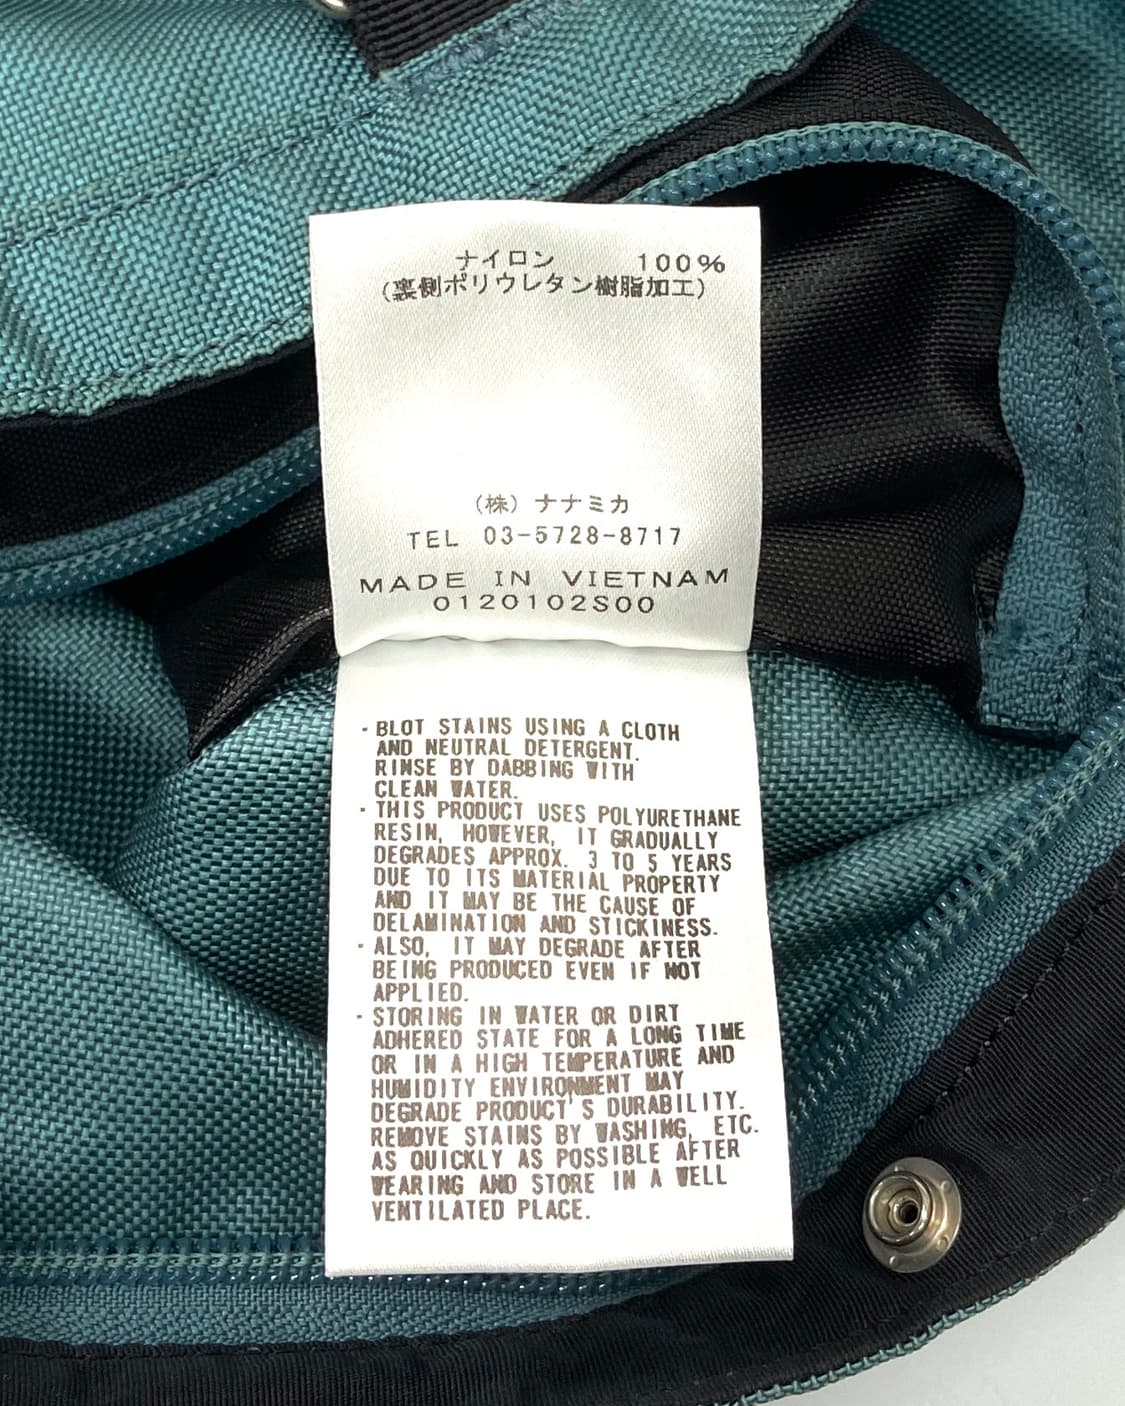 ナイロン 100%
(裏側ポリウレタン樹脂加工)
(株) ナナミカ
TEL 03-5728-8717
MADE IN VIETNAM
0120102S00
・BLOT STAINS USING A CLOTH
AND NEUTRAL DETERGENT.
RINSE BY DABBING WITH
CLEAN WATER.
・THIS PRODUCT USES POLYURETHANE
RESIN, HOWEVER, IT GRADUALLY
DEGRADES APPROX. 3 TO 5 YEARS
DUE TO ITS MATERIAL PROPERTY
AND IT MAY BE THE CAUSE OF
DELAMINATION AND STICKINESS.
・ALSO, IT MAY DEGRADE AFTER
BEING PRODUCED EVEN IF NOT
APPLIED.
・STORING IN WATER OR DIRT
ADHERED STATE FOR A LONG TIME
OR IN A HIGH TEMPERATURE AND
HUMIDITY ENVIRONMENT MAY
DEGRADE PRODUCT'S DURABILITY.
REMOVE STAINS BY WASHING, ETC.
AS QUICKLY AS POSSIBLE AFTER
WEARING AND STORE IN A WELL
VENTILATED PLACE.